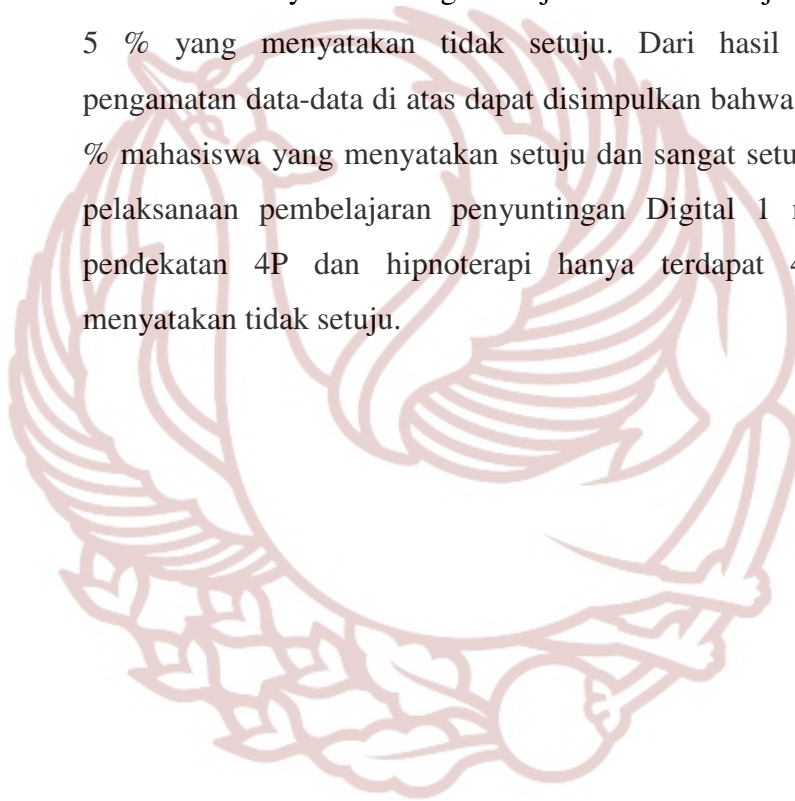 5 % yang menyatakan tidak setuju. Dari hasil
pengamatan data-data di atas dapat disimpulkan bahwa
% mahasiswa yang menyatakan setuju dan sangat
pelaksanaan pembelajaran penyuntingan Digital 1
pendekatan 4P dan hipnoterapi hanya terdapat
menyatakan tidak setuju.